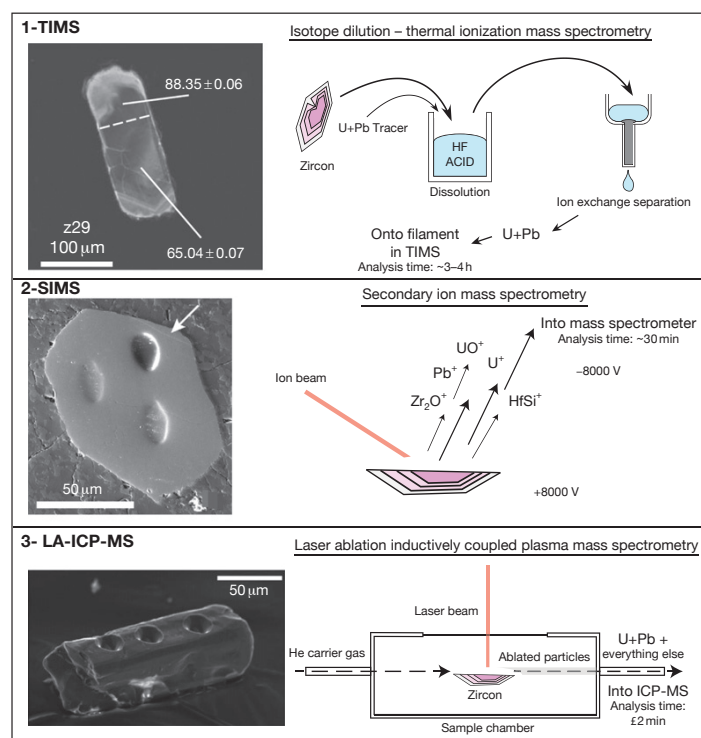 1-TIMS
Isotope dilution – thermal ionization mass spectrometry
88.35 ± 0.06
U+Pb Tracer
Zircon
HF
ACID
Dissolution
Ion exchange separation
z29
100 μm
65.04 ± 0.07
Onto filament
in TIMS
Analysis time: ~3–4 h
U+Pb
2-SIMS
Secondary ion mass spectrometry
Into mass spectrometer
Analysis time: ~30 min
UO⁺
Pb⁺
U⁺
Ion beam
Zr₂O⁺
HfSi⁺
–8000 V
50 μm
+8000 V
3- LA-ICP-MS
Laser ablation inductively coupled plasma mass spectrometry
50 μm
Laser beam
He carrier gas
Ablated particles
U+Pb +
everything else
Zircon
Into ICP-MS
Analysis time:
£2 min
Sample chamber